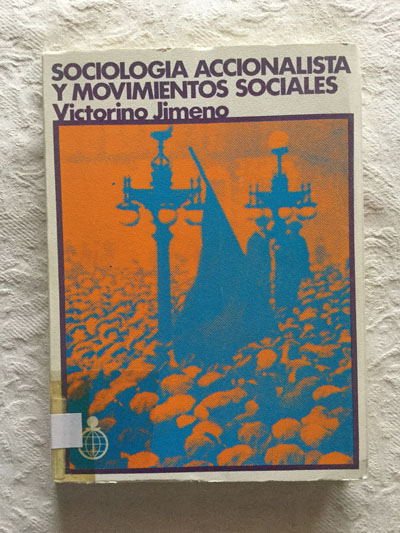 SOCIOLOGIA ACCIONALISTA
Y MOVIMIENTOS SOCIALES
Victorino Jimeno